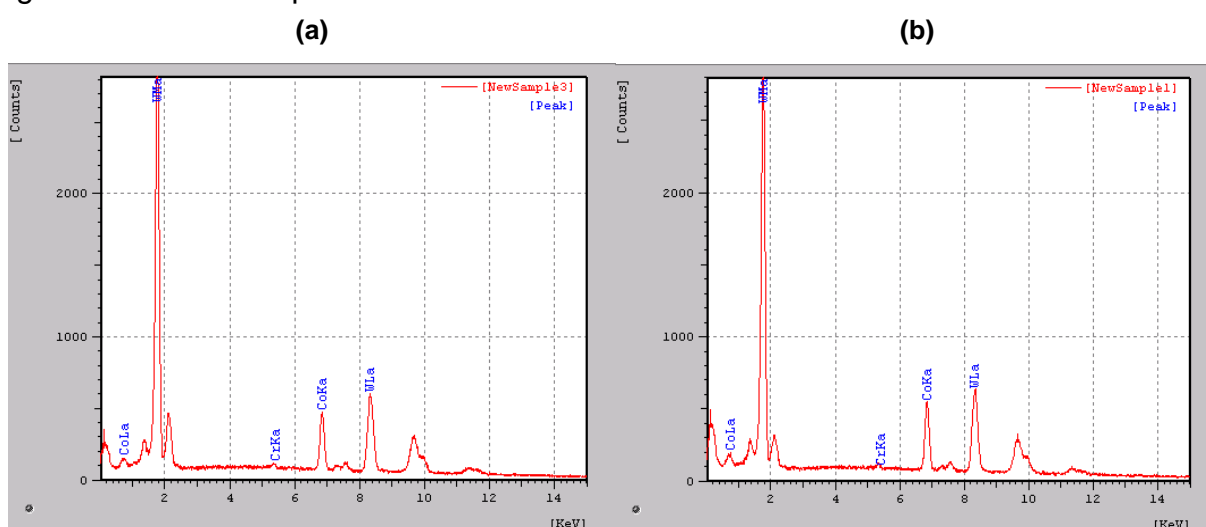 (a) (b)
[NewSample3]
[Peak]
[ Counts]
2000
1000
0
WMa
CoLa
CrKa
CoKa
WLa
2 4 6 8 10 12 14
[KeV]
[NewSample1]
[Peak]
[ Counts]
2000
1000
0
WMa
CoLa
CrKa
CoKa
WLa
2 4 6 8 10 12 14
[KeV]